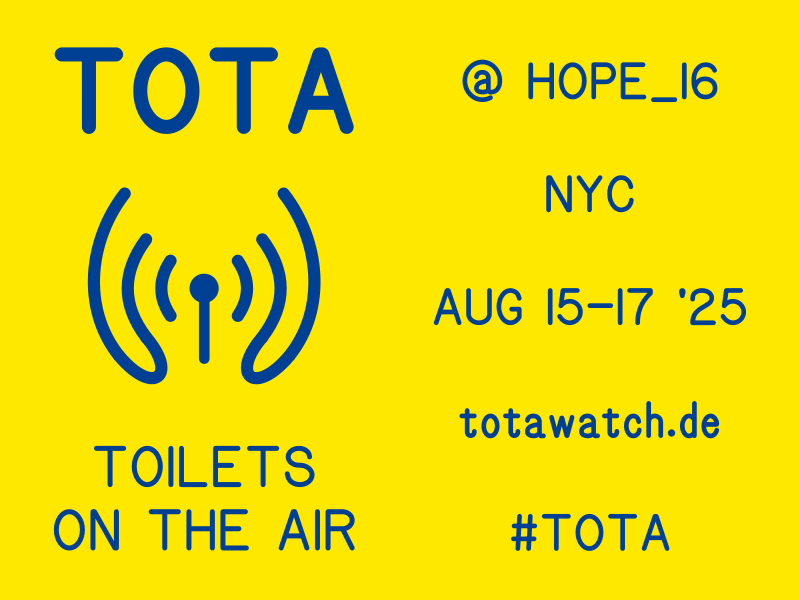 TOTA
TOILETS
ON THE AIR
@ HOPE_16
NYC
AUG 15-17 '25
totawatch.de
#TOTA